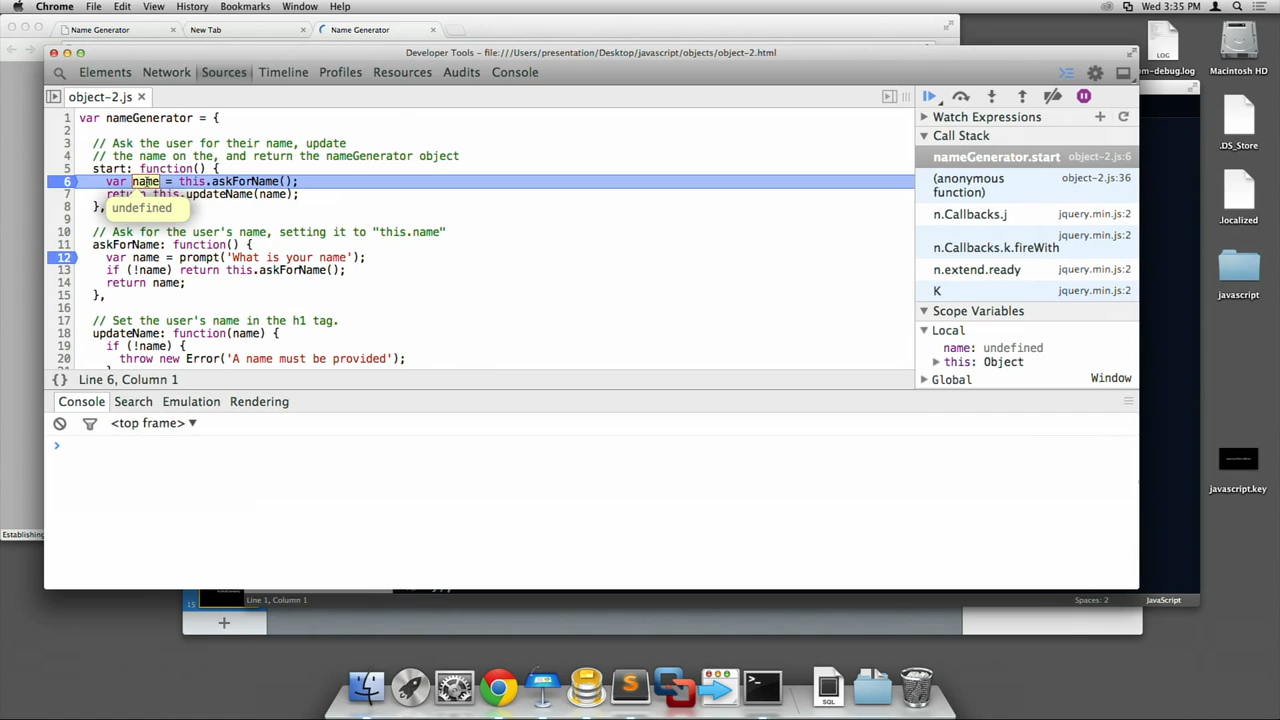 Chrome File Edit View History Bookmarks Window Help Wed 3:35 PM
Name Generator New Tab Name Generator
Developer Tools - file:///Users/presentation/Desktop/javascript/objects/object-2.html
Elements Network Sources Timeline Profiles Resources Audits Console
object-2.js
1 var nameGenerator = {
2
3 // Ask the user for their name, update
4 // the name on the, and return the nameGenerator object
5 start: function() {
6 var name = this.askForName();
7 return this.updateName(name);
undefined
8 },
9
10 // Ask for the user's name, setting it to "this.name"
11 askForName: function() {
12 var name = prompt('What is your name');
13 if (!name) return this.askForName();
14 return name;
15 },
16
17 // Set the user's name in the h1 tag.
18 updateName: function(name) {
19 if (!name) {
20 throw new Error('A name must be provided');
{} Line 6, Column 1
Watch Expressions
Call Stack
nameGenerator.start object-2.js:6
(anonymous function) object-2.js:36
n.Callbacks.j jquery.min.js:2
jquery.min.js:2
n.Callbacks.k.fireWith
n.extend.ready jquery.min.js:2
K jquery.min.js:2
Scope Variables
Local
name: undefined
this: Object
Global Window
Console Search Emulation Rendering
<top frame>
15
Line 1, Column 1 Spaces: 2 JavaScript
LOG
m-debug.log
Macintosh HD
.DS_Store
.localized
javascript
javascript.key
SQL